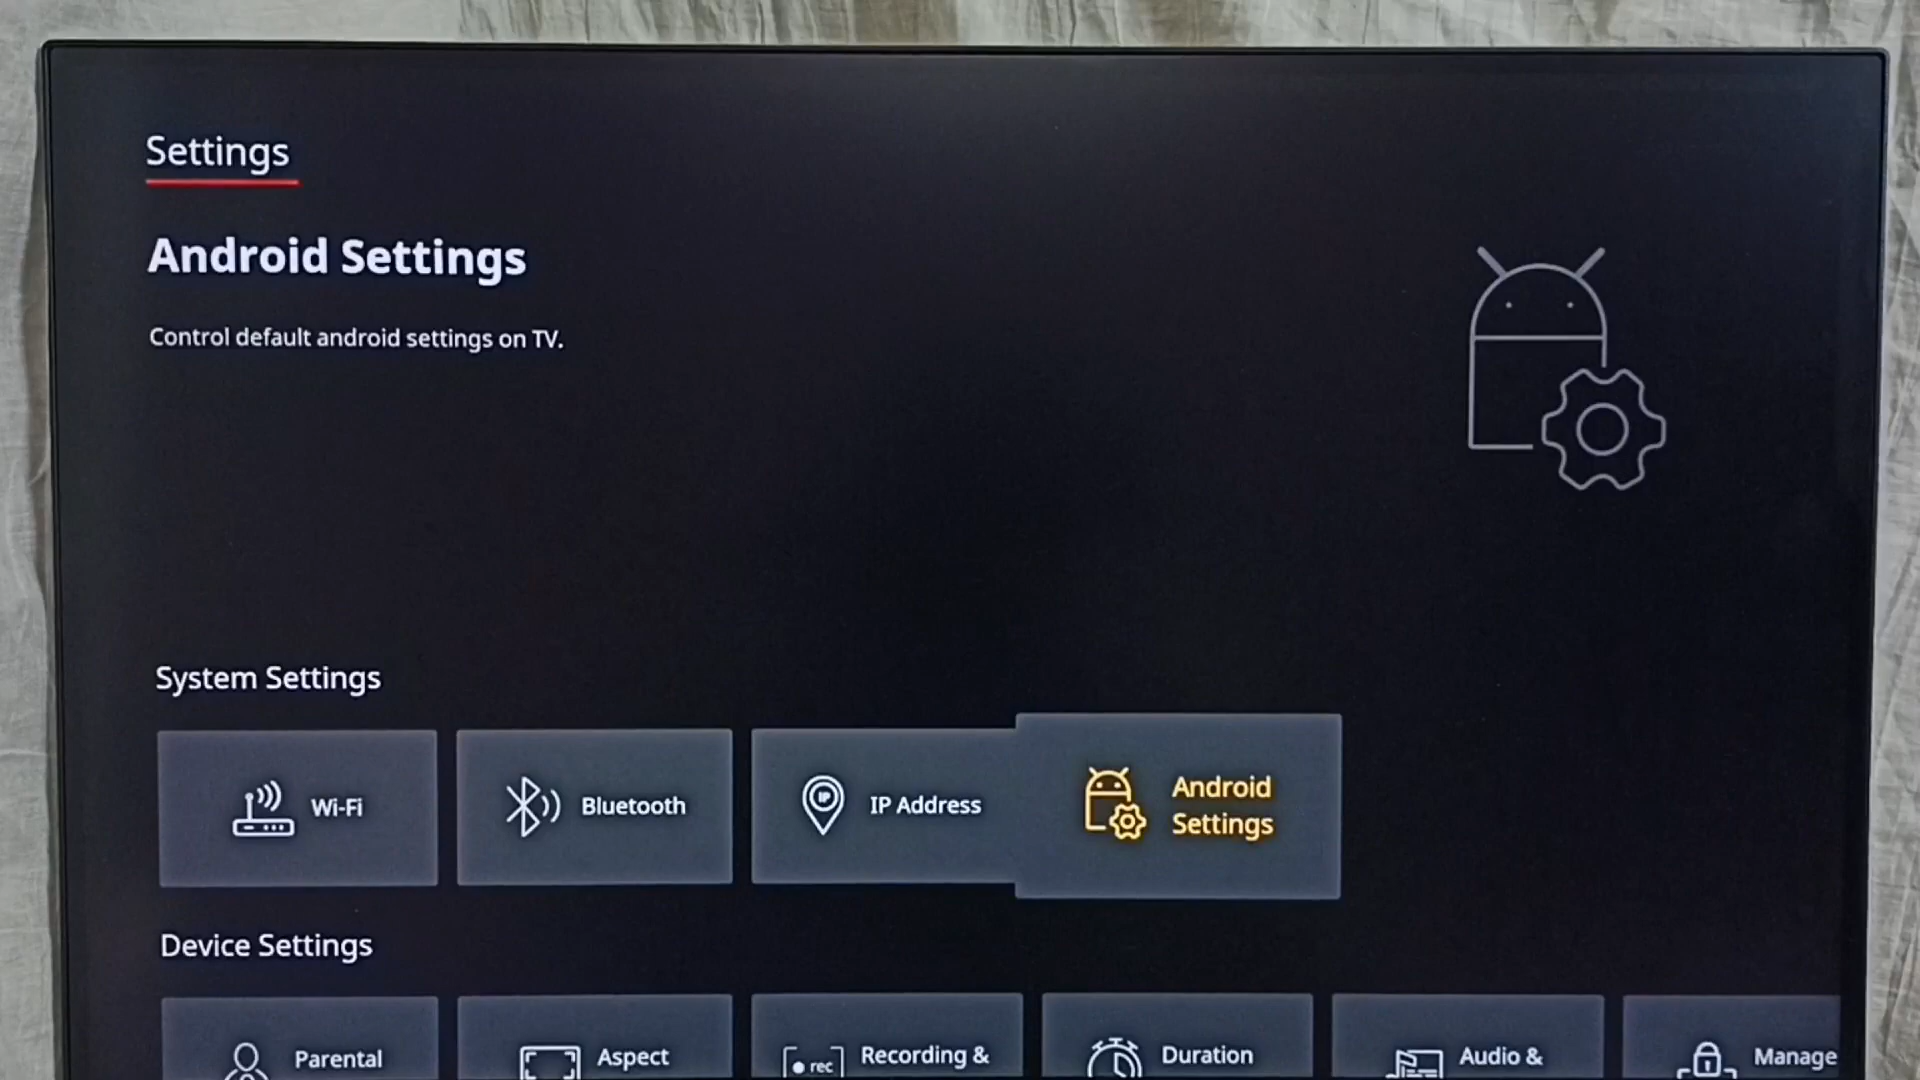 Settings
Android Settings
Control default android settings on TV.
System Settings
Wi-Fi
Bluetooth
IP
IP Address
Android
Settings
Device Settings
Parental
Aspect
rec
Recording &
Duration
Audio &
Manage